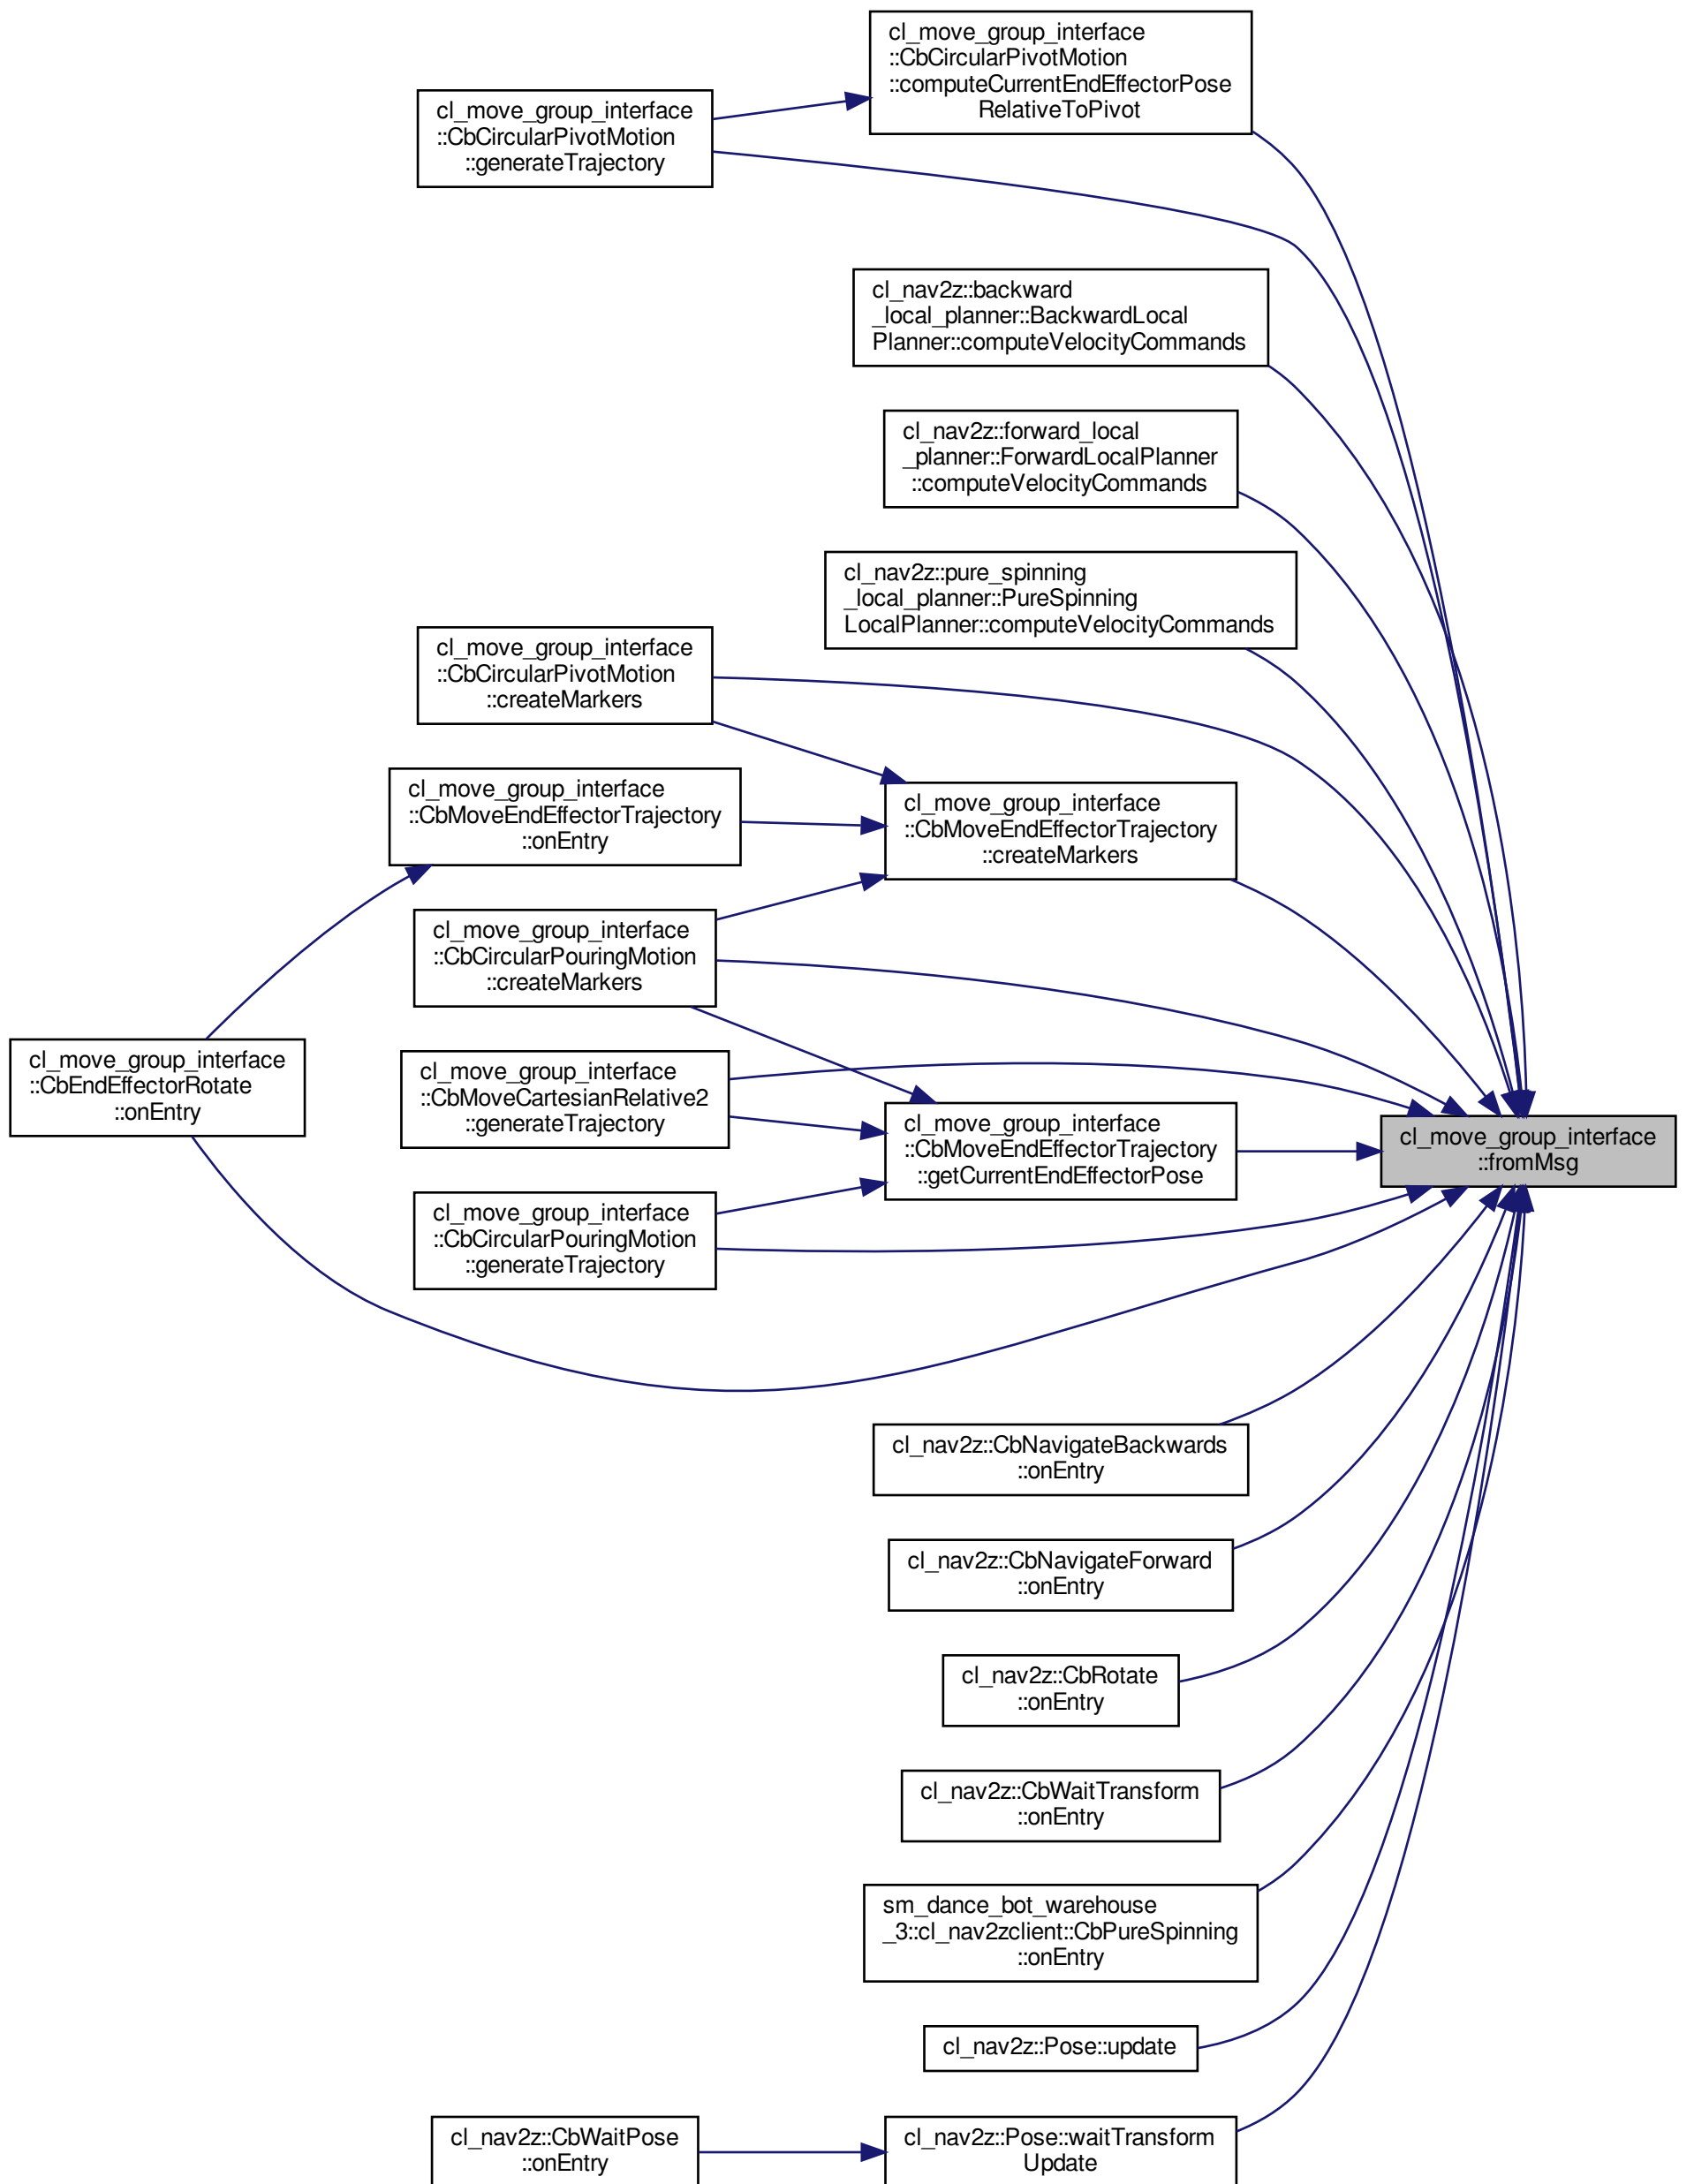 cl_move_group_interface
::CbCircularPivotMotion
::computeCurrentEndEffectorPose
RelativeToPivot
cl_move_group_interface
::CbCircularPivotMotion
::generateTrajectory
cl_nav2z::backward
_local_planner::BackwardLocal
Planner::computeVelocityCommands
cl_nav2z::forward_local
_planner::ForwardLocalPlanner
::computeVelocityCommands
cl_nav2z::pure_spinning
_local_planner::PureSpinning
LocalPlanner::computeVelocityCommands
cl_move_group_interface
::CbCircularPivotMotion
::createMarkers
cl_move_group_interface
::CbMoveEndEffectorTrajectory
::onEntry
cl_move_group_interface
::CbMoveEndEffectorTrajectory
::createMarkers
cl_move_group_interface
::CbCircularPouringMotion
::createMarkers
cl_move_group_interface
::CbEndEffectorRotate
::onEntry
cl_move_group_interface
::CbMoveCartesianRelative2
::generateTrajectory
cl_move_group_interface
::CbMoveEndEffectorTrajectory
::getCurrentEndEffectorPose
cl_move_group_interface
::fromMsg
cl_move_group_interface
::CbCircularPouringMotion
::generateTrajectory
cl_nav2z::CbNavigateBackwards
::onEntry
cl_nav2z::CbNavigateForward
::onEntry
cl_nav2z::CbRotate
::onEntry
cl_nav2z::CbWaitTransform
::onEntry
sm_dance_bot_warehouse
_3::cl_nav2zclient::CbPureSpinning
::onEntry
cl_nav2z::Pose::update
cl_nav2z::CbWaitPose
::onEntry
cl_nav2z::Pose::waitTransform
Update